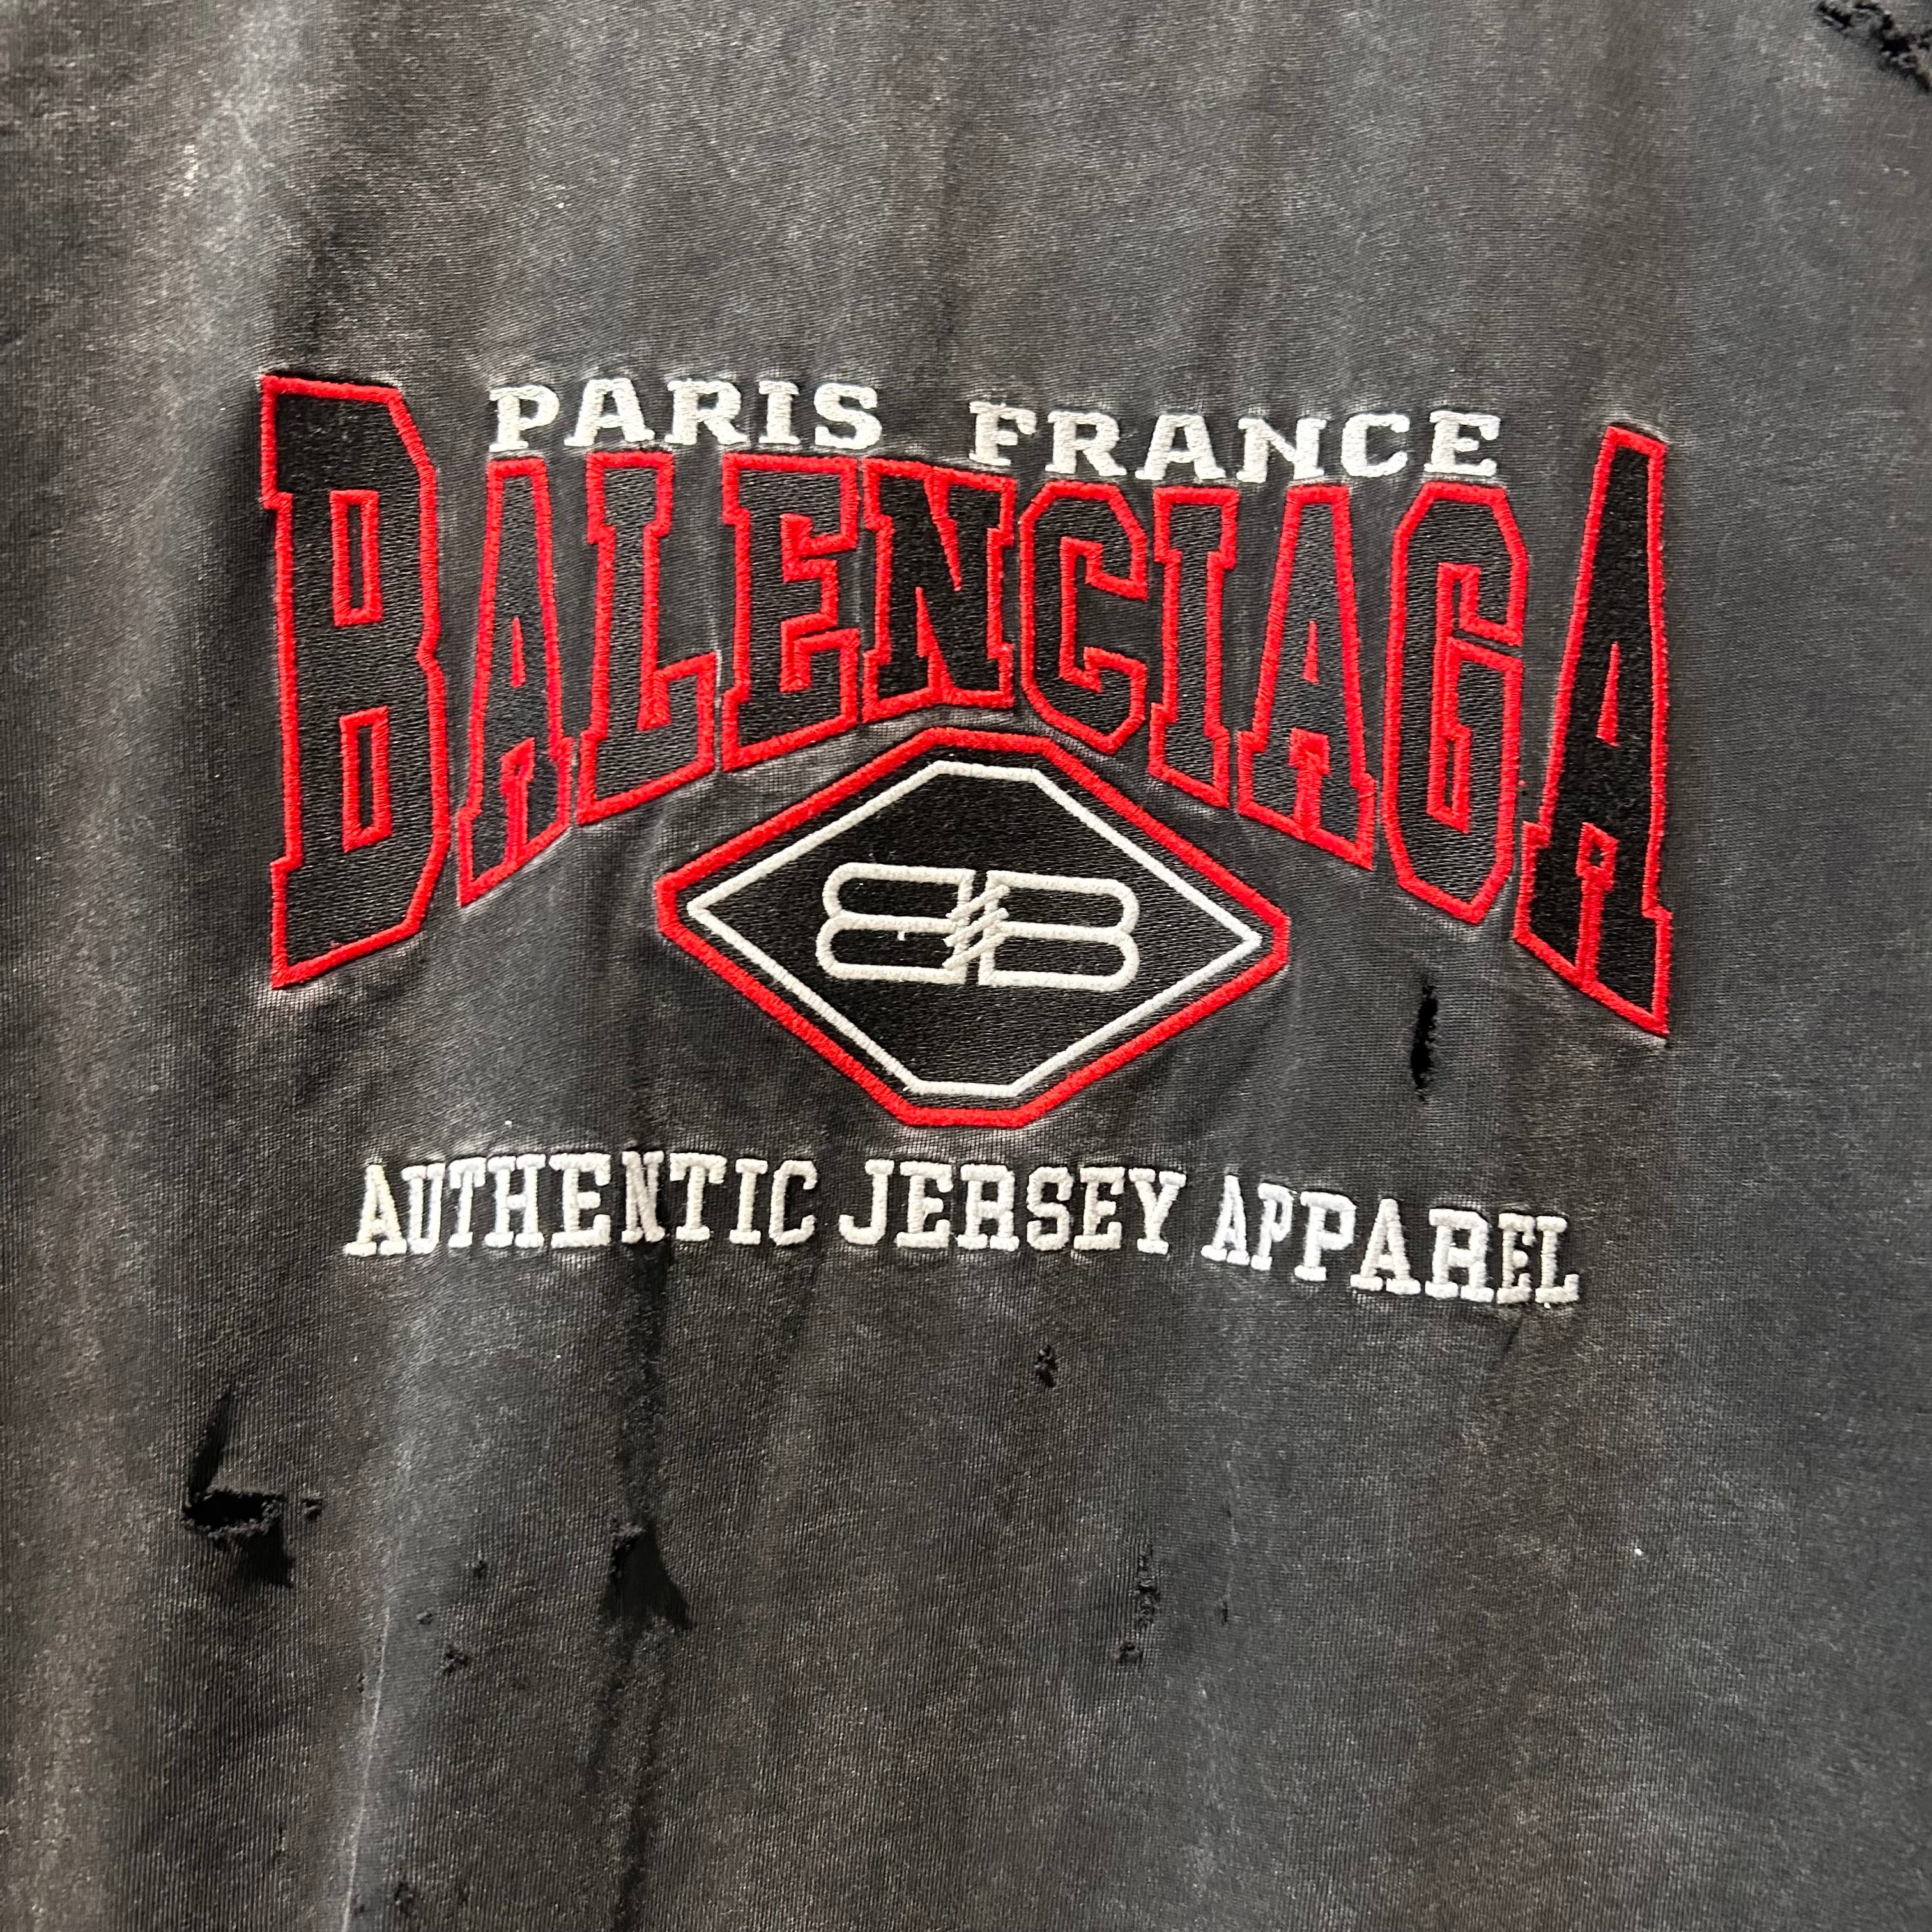 PARIS FRANCE
BALENCIAGA
BB
AUTHENTIC JERSEY APPAREL